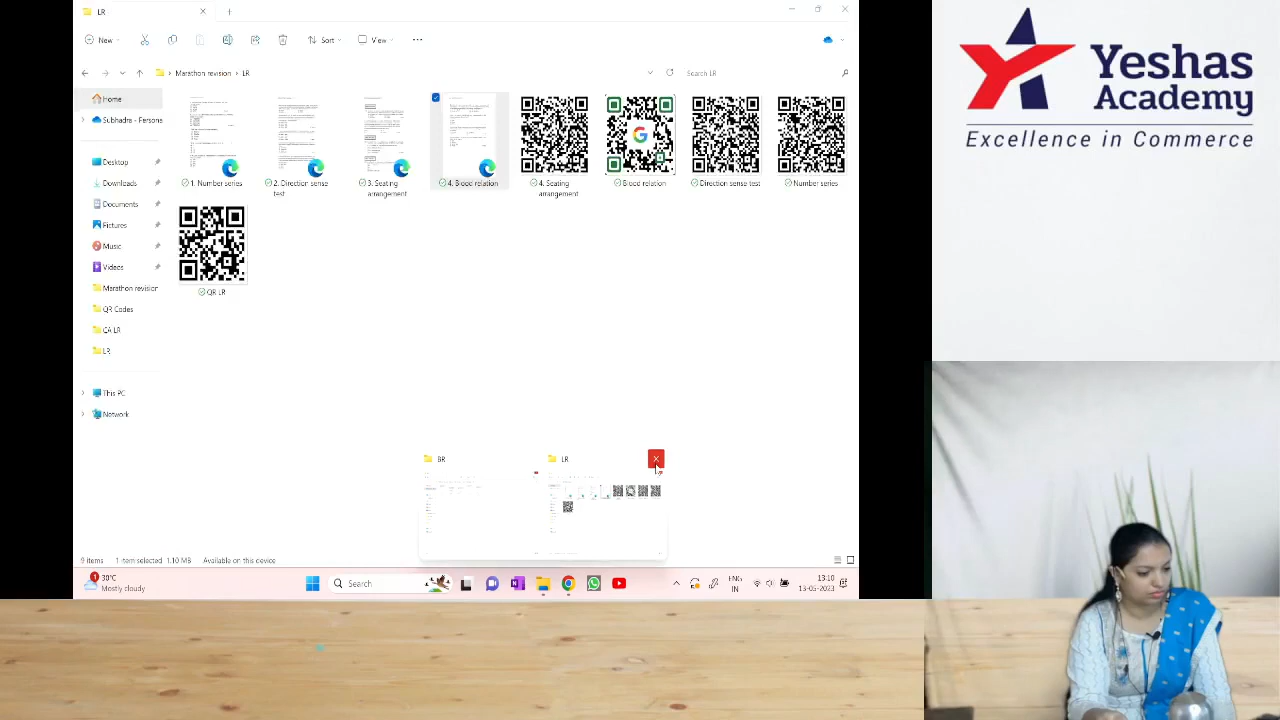 LR
New
Sort
View
Marathon revision > LR
Search LR
Desktop
Downloads
Documents
Pictures
Music
Videos
Marathon revision
QR Codes
CA LR
LR
This PC
Network
1. Number series
2. Direction sense
test
3. Seating
arrangement
4. Blood relation
4. Seating
arrangement
Blood relation
Direction sense test
Number series
QR LR
BR
LR
9 items
1 item selected 1.10 MB
Available on this device
1
30°C
Mostly cloudy
Search
ENG
IN
13:10
13-05-2023
Yeshas
Academy
Excellence in Commerce